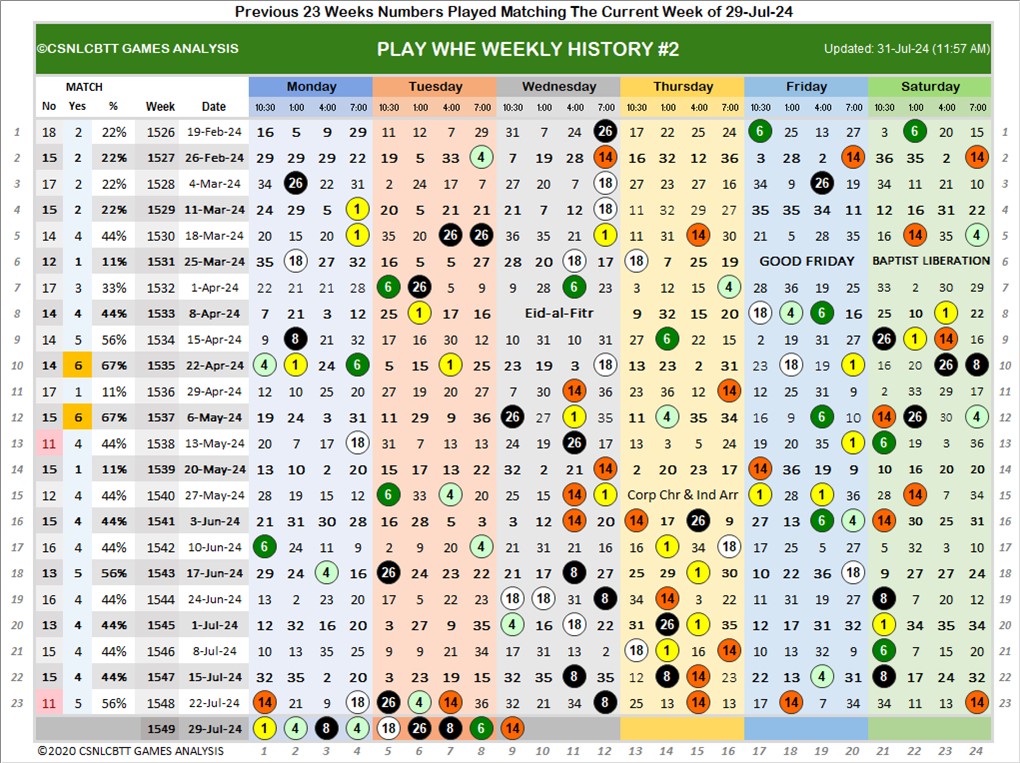 Previous 23 Weeks Numbers Played Matching The Current Week of 29-Jul-24
©CSNLCBTT GAMES ANALYSIS PLAY WHE WEEKLY HISTORY #2 Updated: 31-Jul-24 (11:57 AM)
MATCH Monday Tuesday Wednesday Thursday Friday Saturday
No Yes % Week Date 10:30 1:00 4:00 7:00 10:30 1:00 4:00 7:00 10:30 1:00 4:00 7:00 10:30 1:00 4:00 7:00 10:30 1:00 4:00 7:00 10:30 1:00 4:00 7:00
1 18 2 22% 1526 19-Feb-24 16 5 9 29 11 12 7 29 31 7 24 26 17 22 25 24 6 25 13 27 3 6 20 15 1
2 15 2 22% 1527 26-Feb-24 29 29 29 22 19 5 33 4 7 19 28 14 16 32 12 36 3 28 2 14 36 35 2 14 2
3 17 2 22% 1528 4-Mar-24 34 26 22 31 2 24 17 7 27 20 7 18 27 23 27 16 34 9 26 19 34 11 21 10 3
4 15 2 22% 1529 11-Mar-24 24 29 5 1 20 5 21 21 21 7 12 18 11 32 29 27 35 35 34 11 12 16 31 22 4
5 14 4 44% 1530 18-Mar-24 20 15 20 1 35 20 26 26 36 35 21 1 11 31 14 30 21 5 28 35 16 14 35 4 5
6 12 1 11% 1531 25-Mar-24 35 18 27 32 16 5 5 27 28 20 18 17 18 7 25 19 GOOD FRIDAY BAPTIST LIBERATION 6
7 17 3 33% 1532 1-Apr-24 22 21 21 28 6 26 5 9 9 28 6 23 3 12 15 4 28 36 19 25 33 2 30 29 7
8 14 4 44% 1533 8-Apr-24 7 21 3 12 25 1 17 16 Eid-al-Fitr 9 32 15 20 18 4 6 16 25 10 1 22 8
9 14 5 56% 1534 15-Apr-24 9 8 21 32 17 16 30 12 10 31 10 31 27 6 22 15 2 19 31 27 26 1 14 16 9
10 14 6 67% 1535 22-Apr-24 4 1 24 6 5 15 1 25 23 19 3 18 13 23 2 31 23 18 20 1 16 20 26 8 10
11 17 1 11% 1536 29-Apr-24 12 10 25 20 27 19 20 27 7 30 14 36 23 36 12 14 12 25 31 9 2 33 29 17 11
12 15 6 67% 1537 6-May-24 19 24 3 31 11 29 9 36 26 27 1 35 11 4 35 34 16 9 6 10 14 22 30 4 12
13 11 4 44% 1538 13-May-24 20 7 17 18 31 7 13 13 24 19 26 17 13 3 5 24 19 20 35 1 6 19 3 36 13
14 15 1 11% 1539 20-May-24 13 10 2 20 15 17 13 22 32 2 21 14 2 20 23 17 14 36 19 9 10 16 20 20 14
15 12 4 44% 1540 27-May-24 28 19 15 12 6 33 4 20 25 15 14 1 Corp Chr & Ind Arr 1 28 1 36 28 14 7 34 15
16 15 4 44% 1541 3-Jun-24 21 31 30 28 16 28 5 3 3 12 14 20 14 17 26 9 27 13 6 4 14 30 25 31 16
17 16 4 44% 1542 10-Jun-24 6 24 11 9 2 9 20 4 21 31 21 16 16 1 34 18 17 25 5 27 5 32 3 10 17
18 13 5 56% 1543 17-Jun-24 29 24 4 16 26 24 23 22 21 17 8 27 25 29 1 30 10 22 36 18 9 27 27 24 18
19 16 4 44% 1544 24-Jun-24 13 2 23 20 17 5 22 23 18 18 31 8 34 14 3 22 11 31 19 27 8 7 20 12 19
20 13 4 44% 1545 1-Jul-24 12 32 16 20 3 27 9 35 4 16 18 22 31 26 1 20 12 17 31 32 1 34 35 34 20
21 15 4 44% 1546 8-Jul-24 10 13 35 25 9 9 21 34 17 31 13 2 18 1 16 14 10 13 32 9 6 7 15 20 21
22 15 4 44% 1547 15-Jul-24 32 35 2 20 3 23 19 15 32 35 8 35 12 8 14 23 22 13 4 31 8 17 24 32 22
23 11 5 56% 1548 22-Jul-24 14 21 9 18 26 4 14 36 32 21 34 8 25 13 14 13 18 14 7 34 34 11 13 14 23
1549 29-Jul-24 1 4 8 4 18 26 8 6 14
©2020 CSNLCBTT GAMES ANALYSIS 1 2 3 4 5 6 7 8 9 10 11 12 13 14 15 16 17 18 19 20 21 22 23 24